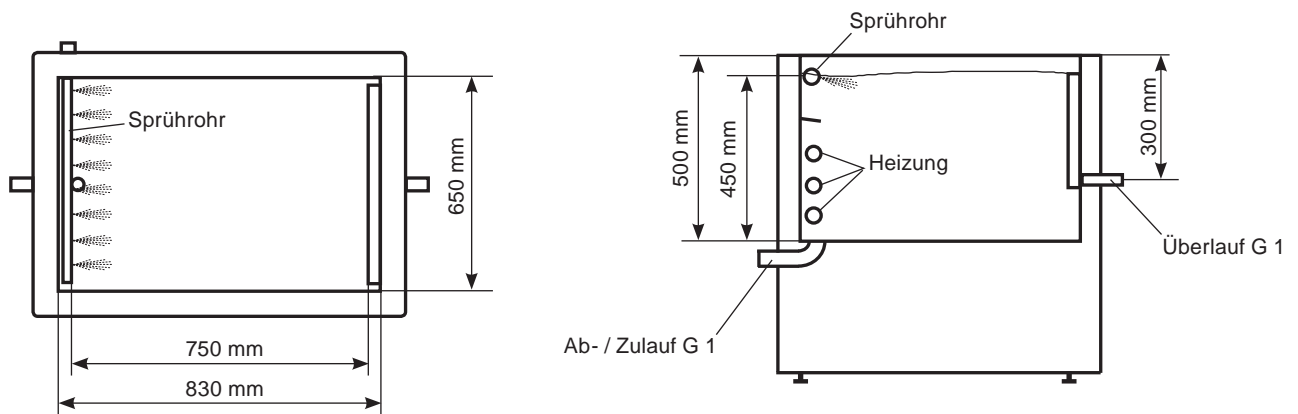 Sprührohr
650 mm
750 mm
830 mm
Sprührohr
500 mm
450 mm
Heizung
300 mm
Überlauf G 1
Ab- / Zulauf G 1